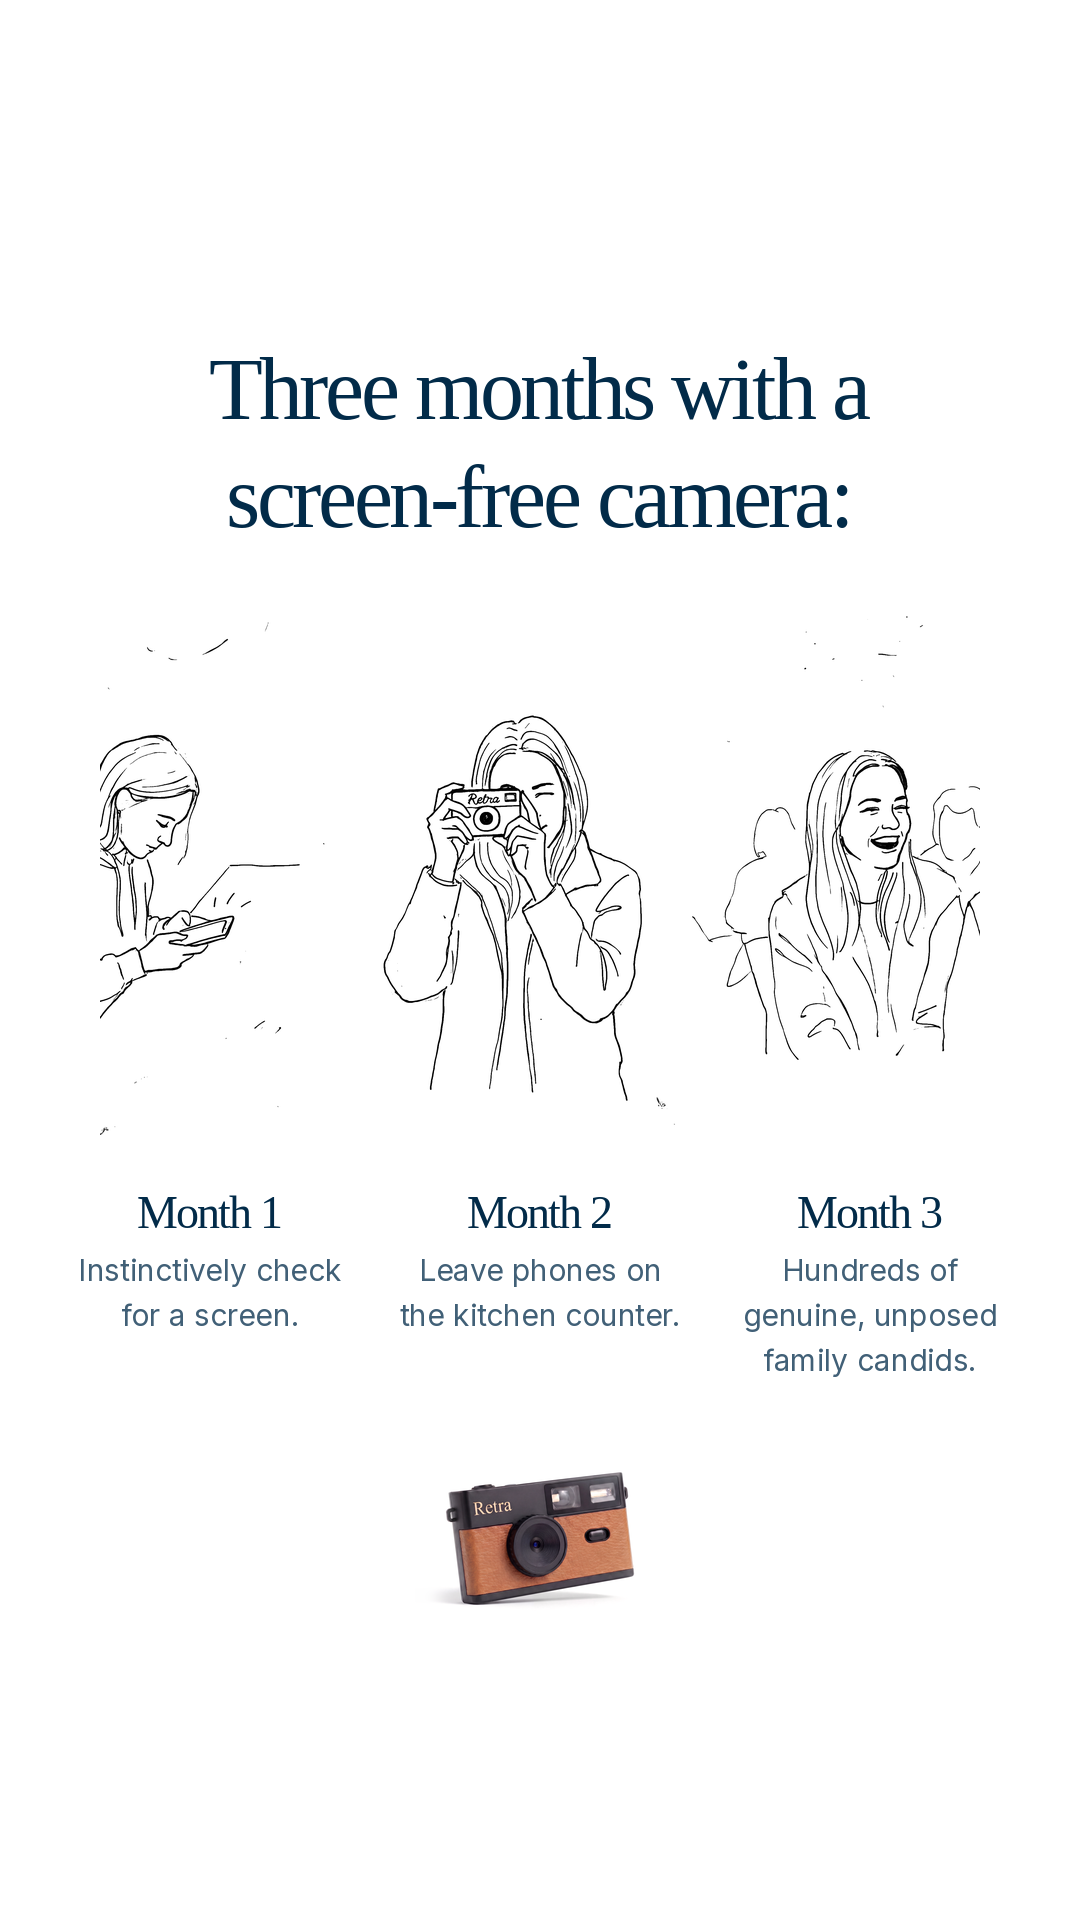 Three months with a
screen-free camera:
Retra
Month 1
Instinctively check
for a screen.
Month 2
Leave phones on
the kitchen counter.
Month 3
Hundreds of
genuine, unposed
family candids.
Retra